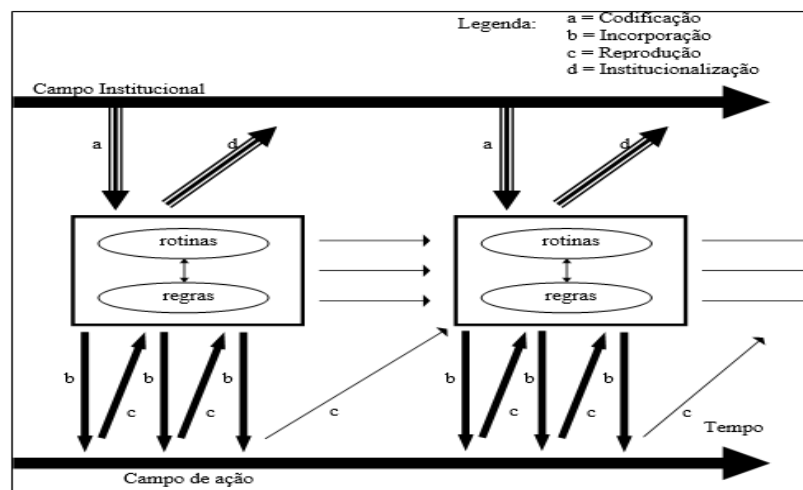 Legenda:
a = Codificação
b = Incorporação
c = Reprodução
d = Institucionalização
Campo Institucional
a
d
a
d
rotinas
regras
rotinas
regras
b
c
b
c
b
c
b
c
b
c
b
c
Tempo
Campo de ação